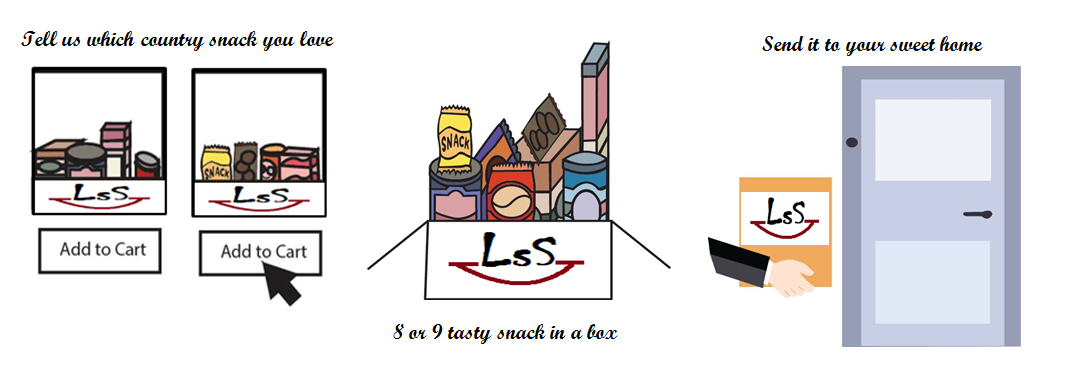 Tell us which country snack you love
SNACK
LsS
LsS
Add to Cart
Add to Cart
SNACK
LsS
8 or 9 tasty snack in a box
Send it to your sweet home
LsS